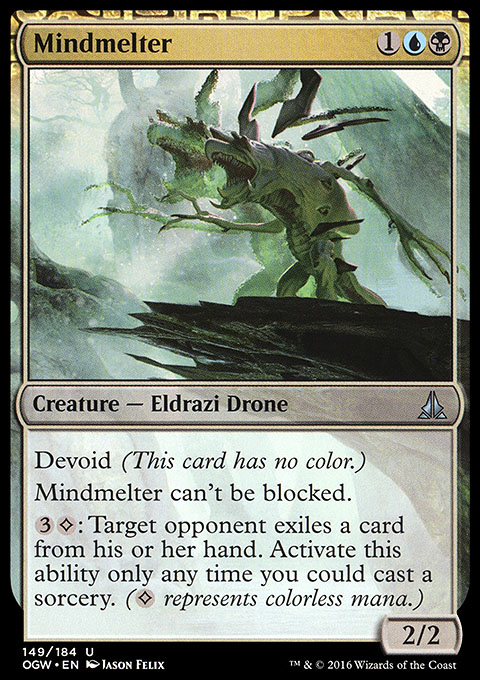 Mindmelter 1
Creature — Eldrazi Drone
Devoid (This card has no color.)
Mindmelter can't be blocked.
3◇: Target opponent exiles a card
from his or her hand. Activate this
ability only any time you could cast a
sorcery. (◇ represents colorless mana.)
2/2
149/184 U
OGW • EN Jason Felix
™ & © 2016 Wizards of the Coast